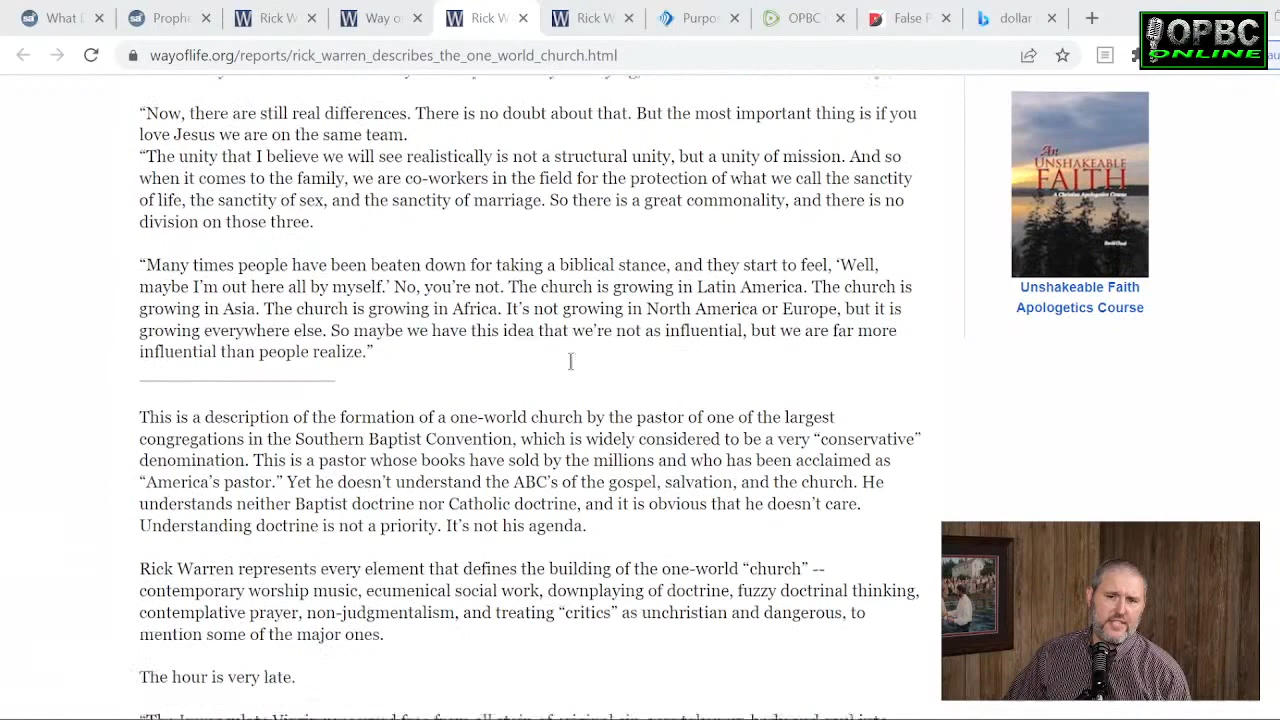 What D
Prophe
Rick W
Way o
Rick W
Rick W
Purpos
OPBC
False P
dollar
OPBC
ONLINE
wayoflife.org/reports/rick_warren_describes_the_one-world_church.html
“Now, there are still real differences. There is no doubt about that. But the most important thing is if you
love Jesus we are on the same team.
“The unity that I believe we will see realistically is not a structural unity, but a unity of mission. And so
when it comes to the family, we are co-workers in the field for the protection of what we call the sanctity
of life, the sanctity of sex, and the sanctity of marriage. So there is a great commonality, and there is no
division on those three.
“Many times people have been beaten down for taking a biblical stance, and they start to feel, ‘Well,
maybe I’m out here all by myself.’ No, you’re not. The church is growing in Latin America. The church is
growing in Asia. The church is growing in Africa. It’s not growing in North America or Europe, but it is
growing everywhere else. So maybe we have this idea that we’re not as influential, but we are far more
influential than people realize.”
This is a description of the formation of a one-world church by the pastor of one of the largest
congregations in the Southern Baptist Convention, which is widely considered to be a very “conservative”
denomination. This is a pastor whose books have sold by the millions and who has been acclaimed as
“America’s pastor.” Yet he doesn’t understand the ABC’s of the gospel, salvation, and the church. He
understands neither Baptist doctrine nor Catholic doctrine, and it is obvious that he doesn’t care.
Understanding doctrine is not a priority. It’s not his agenda.
Rick Warren represents every element that defines the building of the one-world “church” --
contemporary worship music, ecumenical social work, downplaying of doctrine, fuzzy doctrinal thinking,
contemplative prayer, non-judgmentalism, and treating “critics” as unchristian and dangerous, to
mention some of the major ones.
The hour is very late.
An
UNSHAKEABLE
FAITH
A Christian Apologetics Course
Unshakeable Faith
Apologetics Course